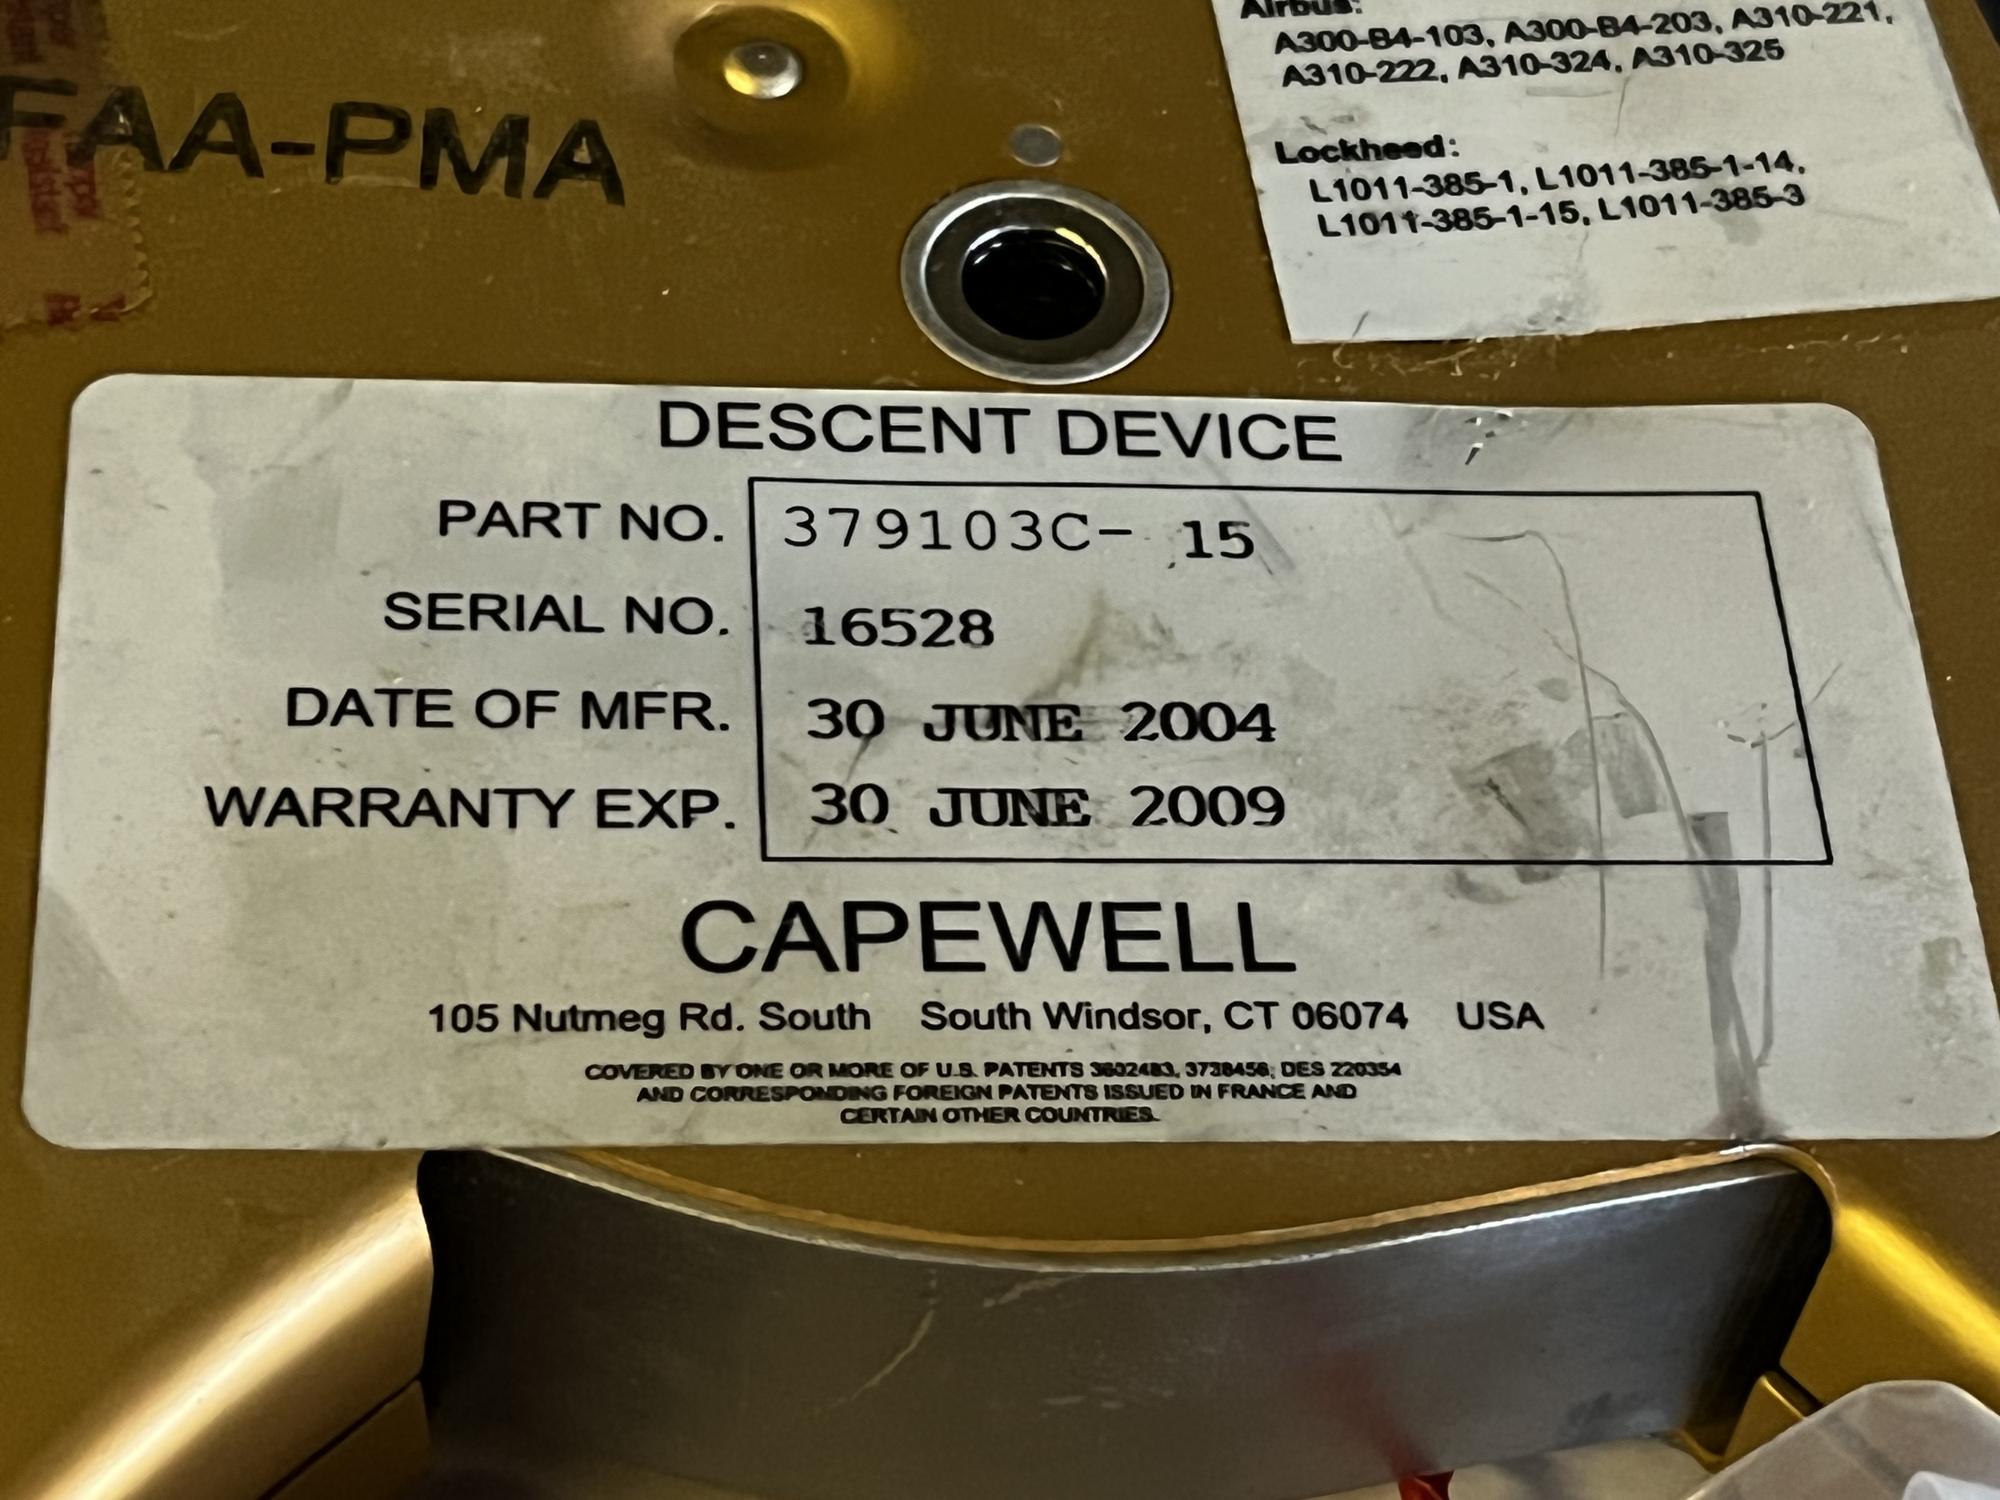 FAA-PMA
Airbus:
A300-B4-103, A300-B4-203, A310-221,
A310-222, A310-324, A310-325
Lockheed:
L1011-385-1, L1011-385-1-14,
L1011-385-1-15, L1011-385-3
DESCENT DEVICE
PART NO. 379103C- 15
SERIAL NO. 16528
DATE OF MFR. 30 JUNE 2004
WARRANTY EXP. 30 JUNE 2009
CAPEWELL
105 Nutmeg Rd. South South Windsor, CT 06074 USA
COVERED BY ONE OR MORE OF U.S. PATENTS 3602483, 3738456; DES 220354
AND CORRESPONDING FOREIGN PATENTS ISSUED IN FRANCE AND
CERTAIN OTHER COUNTRIES.